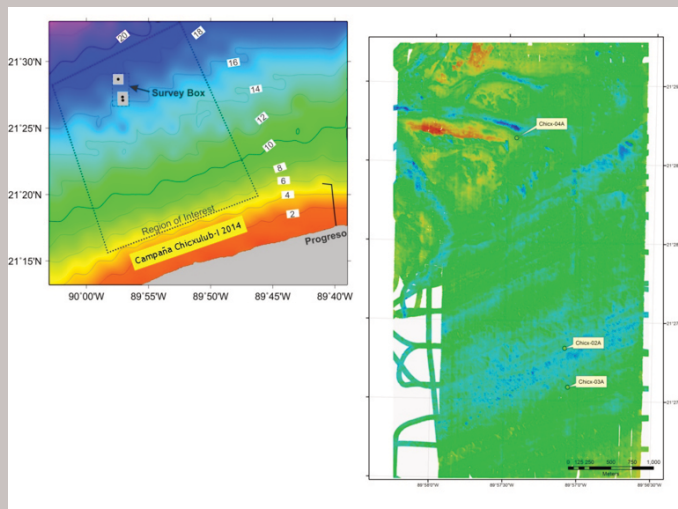 21°30'N
21°25'N
21°20'N
21°15'N
20
18
16
14
12
10
8
6
4
2
Survey Box
Region of Interest
Campaña Chicxulub-I 2014
Progreso
90°00'W
89°55'W
89°50'W
89°45'W
89°40'W
Chicx-04A
Chicx-02A
Chicx-03A
1,000
Meters